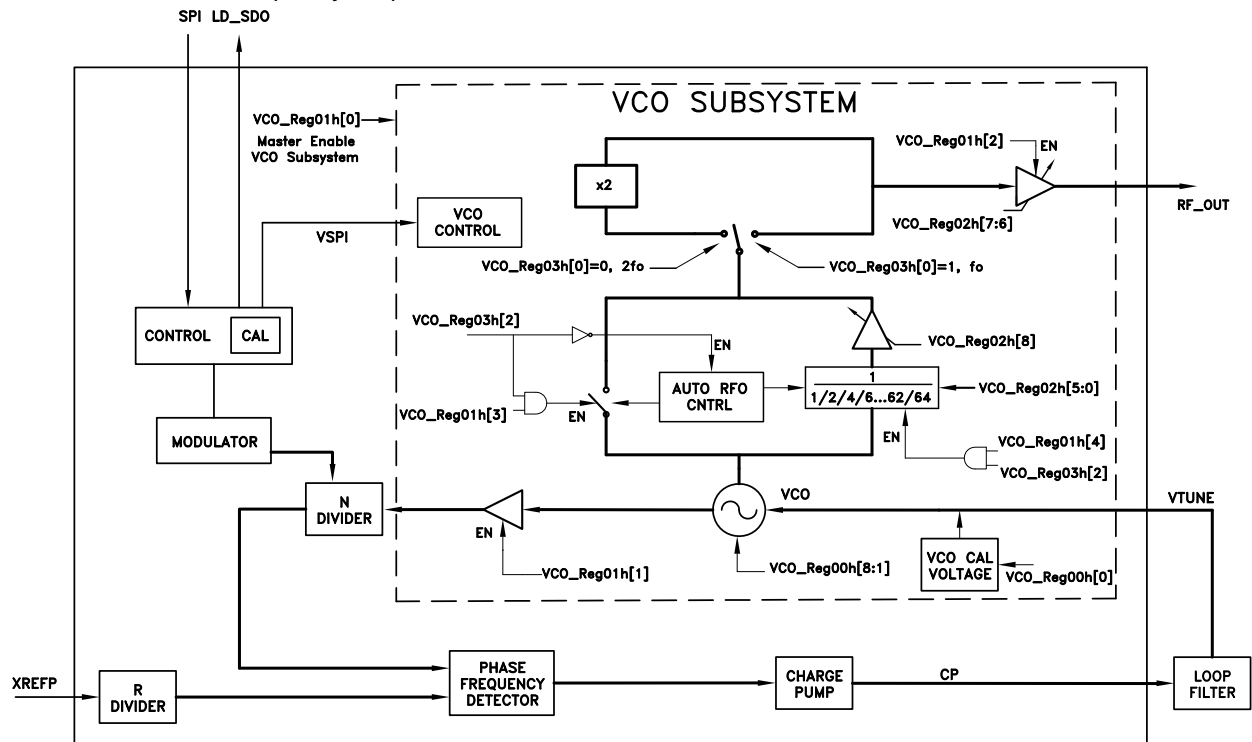 SPI LD_SDO
VCO SUBSYSTEM
VCO_Reg01h[0]
Master Enable
VCO Subsystem
VCO_Reg01h[2]
EN
x2
RF_OUT
VCO
CONTROL
VSPI
VCO_Reg02h[7:6]
VCO_Reg03h[0]=0, 2fo
VCO_Reg03h[0]=1, fo
CONTROL
CAL
VCO_Reg03h[2]
EN
VCO_Reg02h[8]
AUTO RFO
CNTRL
1
1/2/4/6...62/64
VCO_Reg02h[5:0]
VCO_Reg01h[3]
EN
MODULATOR
EN
VCO_Reg01h[4]
VCO_Reg03h[2]
N
DIVIDER
VCO
VTUNE
EN
VCO_Reg01h[1]
VCO_Reg00h[8:1]
VCO CAL
VOLTAGE
VCO_Reg00h[0]
XREFP
R
DIVIDER
PHASE
FREQUENCY
DETECTOR
CHARGE
PUMP
CP
LOOP
FILTER